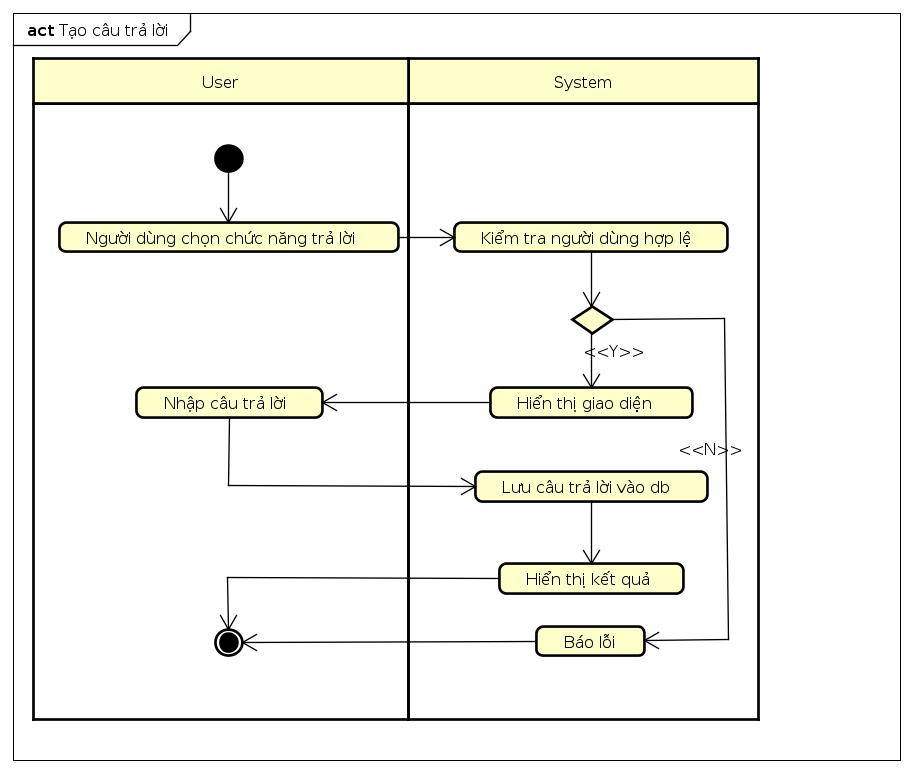 act Tạo câu trả lời
User
System
Người dùng chọn chức năng trả lời
Kiểm tra người dùng hợp lệ
<<Y>>
Nhập câu trả lời
Hiển thị giao diện
<<N>>
Lưu câu trả lời vào db
Hiển thị kết quả
Báo lỗi